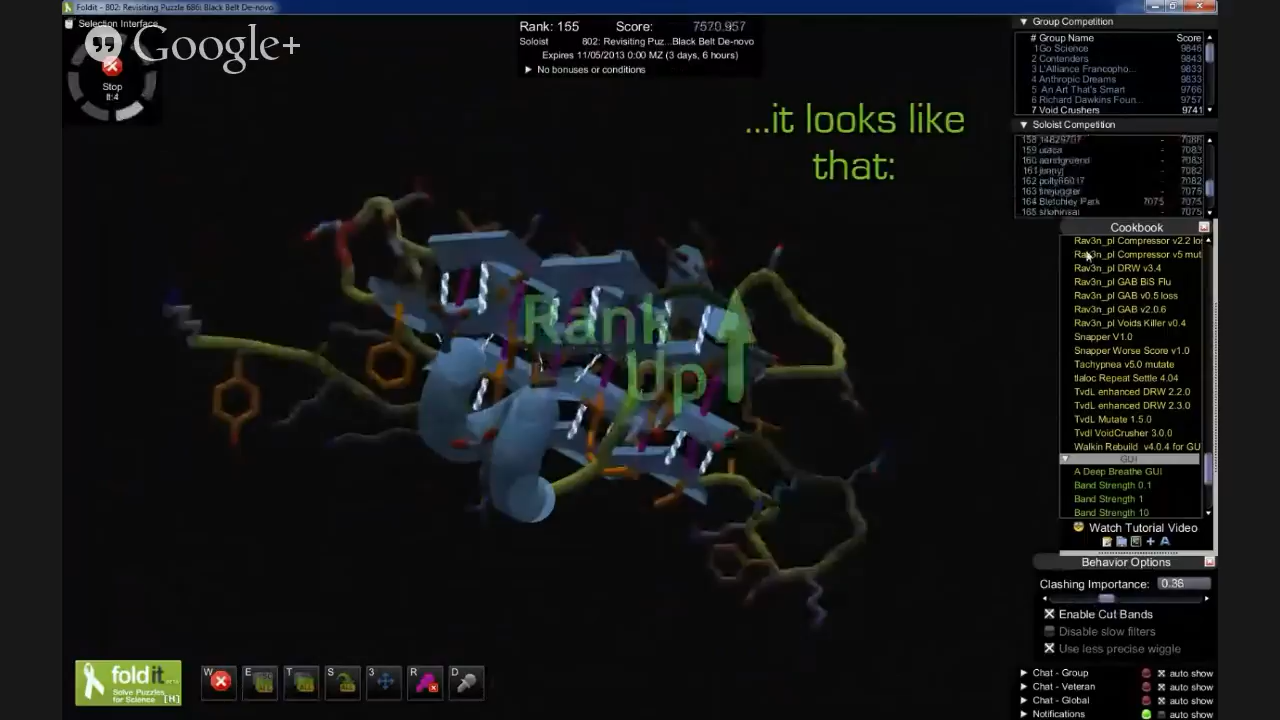 Foldit - 802: Revisiting Puzzle 686: Black Belt De-novo
Selection Interface
Google+
Stop
It:4
Rank: 155 Score: 7570.957
Soloist 802: Revisiting Puz...Black Belt De-novo
Expires 11/05/2013 0:00 MZ (3 days, 6 hours)
No bonuses or conditions
...it looks like
that:
Rank
Up
Group Competition
# Group Name Score
1 Go Science 9846
2 Contenders 9843
3 L'Alliance Francopho... 9833
4 Anthropic Dreams 9833
5 An Art That's Smart 9766
6 Richard Dawkins Foun... 9757
7 Void Crushers 9741
Soloist Competition
159 - 7083
160 - 7083
161 - 7082
162 - 7082
163 - 7075
164 Bletchley Park 7075 7075
165 - 7075
Cookbook
Rav3n_pl Compressor v2.2 los
Rav3n_pl Compressor v5 mut
Rav3n_pl DRW v3.4
Rav3n_pl GAB BiS Flu
Rav3n_pl GAB v0.5 loss
Rav3n_pl GAB v2.0.6
Rav3n_pl Voids Killer v0.4
Snapper V1.0
Snapper Worse Score v1.0
Tachypnea v5.0 mutate
tlaloc Repeat Settle 4.04
TvdL enhanced DRW 2.2.0
TvdL enhanced DRW 2.3.0
TvdL Mutate 1.5.0
Tvdl VoidCrusher 3.0.0
Walkin Rebuild v4.0.4 for GU
GUI
A Deep Breathe GUI
Band Strength 0.1
Band Strength 1
Band Strength 10
Watch Tutorial Video
Behavior Options
Clashing Importance: 0.38
Enable Cut Bands
Disable slow filters
Use less precise wiggle
Chat - Group auto show
Chat - Veteran auto show
Chat - Global auto show
Notifications auto show
foldit BETA
Solve Puzzles
for Science [H]
W E T S 3 R D